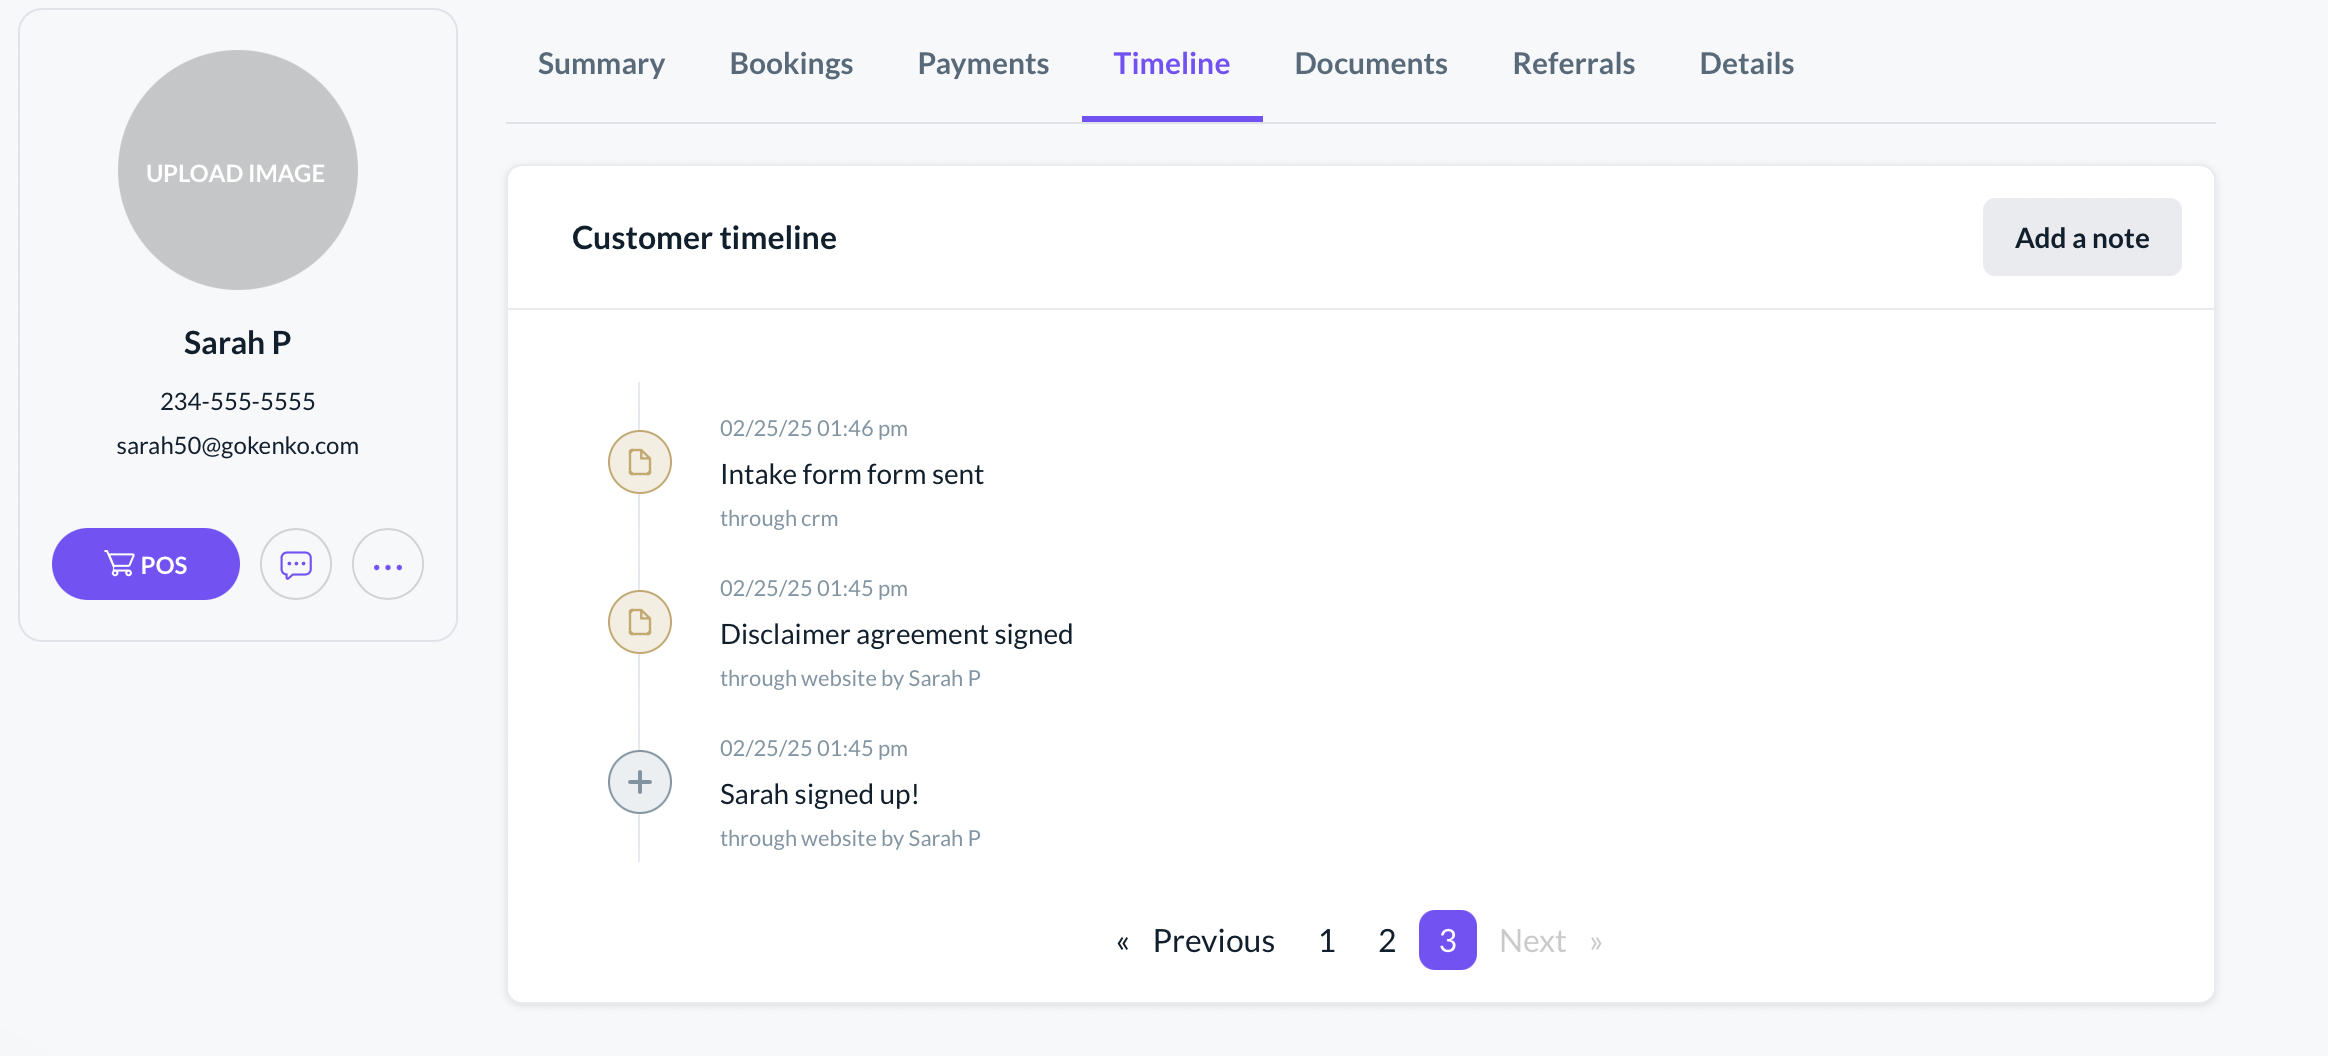 UPLOAD IMAGE
Sarah P
234-555-5555
sarah50@gokenko.com
POS
Summary Bookings Payments Timeline Documents Referrals Details
Customer timeline
Add a note
02/25/25 01:46 pm
Intake form form sent
through crm
02/25/25 01:45 pm
Disclaimer agreement signed
through website by Sarah P
02/25/25 01:45 pm
Sarah signed up!
through website by Sarah P
« Previous 1 2 3 Next »